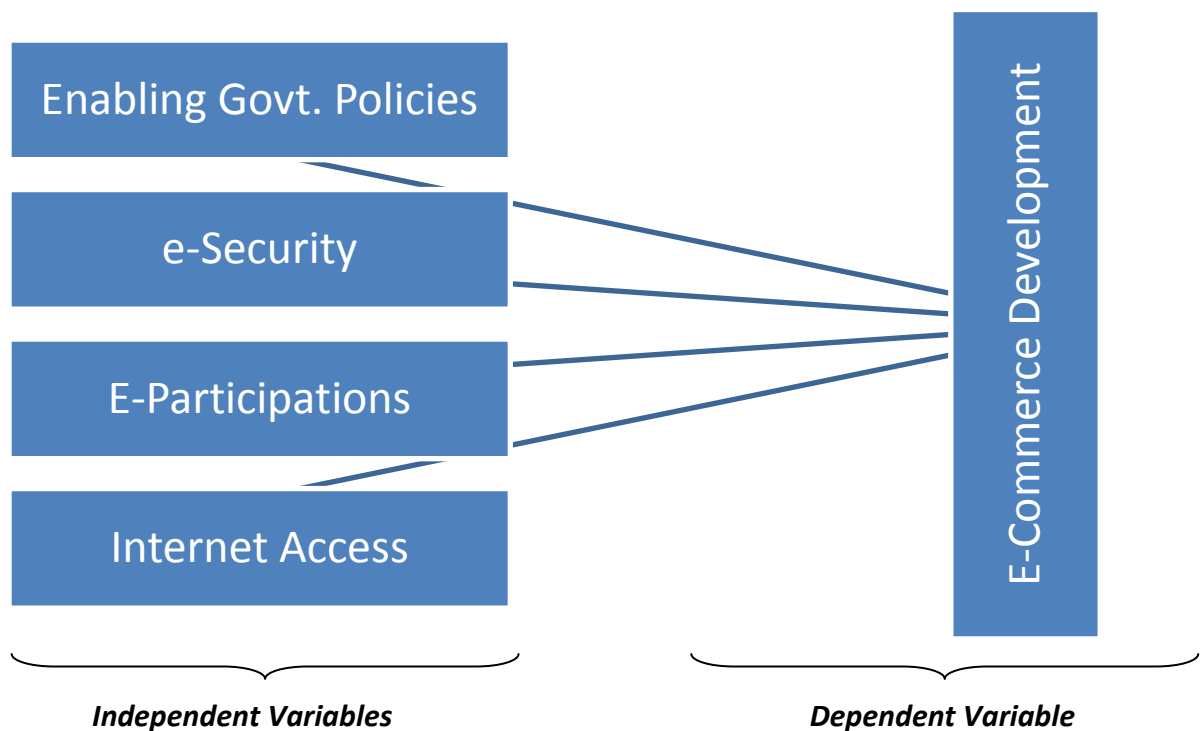 Enabling Govt. Policies
e-Security
E-Participations
Internet Access
E-Commerce Development
Independent Variables
Dependent Variable